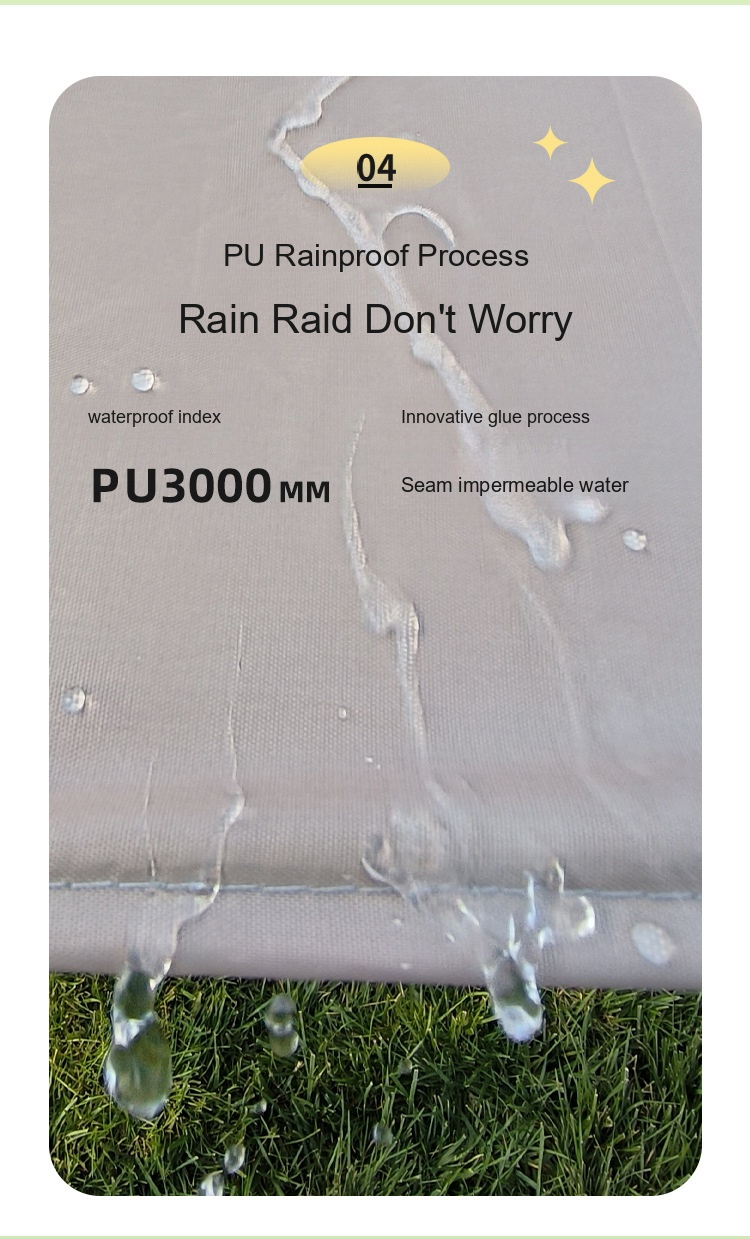 04
PU Rainproof Process
Rain Raid Don't Worry
waterproof index
Innovative glue process
PU3000MM
Seam impermeable water